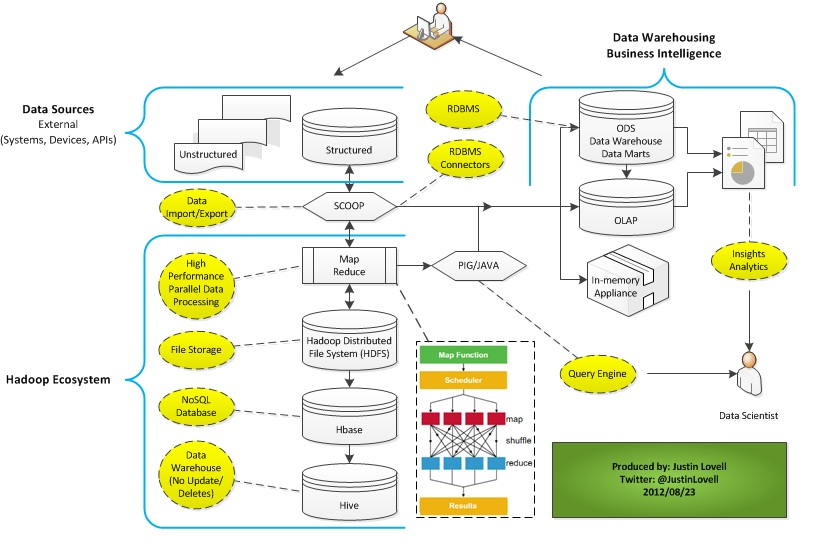 Data Warehousing
Business Intelligence
Data Sources
External
(Systems, Devices, APIs)
Unstructured
Structured
RDBMS
RDBMS
Connectors
ODS
Data Warehouse
Data Marts
OLAP
Data
Import/Export
SCOOP
High
Performance
Parallel Data
Processing
Map
Reduce
PIG/JAVA
In-memory
Appliance
Insights
Analytics
File Storage
Hadoop Distributed
File System (HDFS)
Hadoop Ecosystem
NoSQL
Database
Hbase
Data
Warehouse
(No Update/
Deletes)
Hive
Map Function
Scheduler
map
shuffle
reduce
Results
Query Engine
Data Scientist
Produced by: Justin Lovell
Twitter: @JustinLovell
2012/08/23